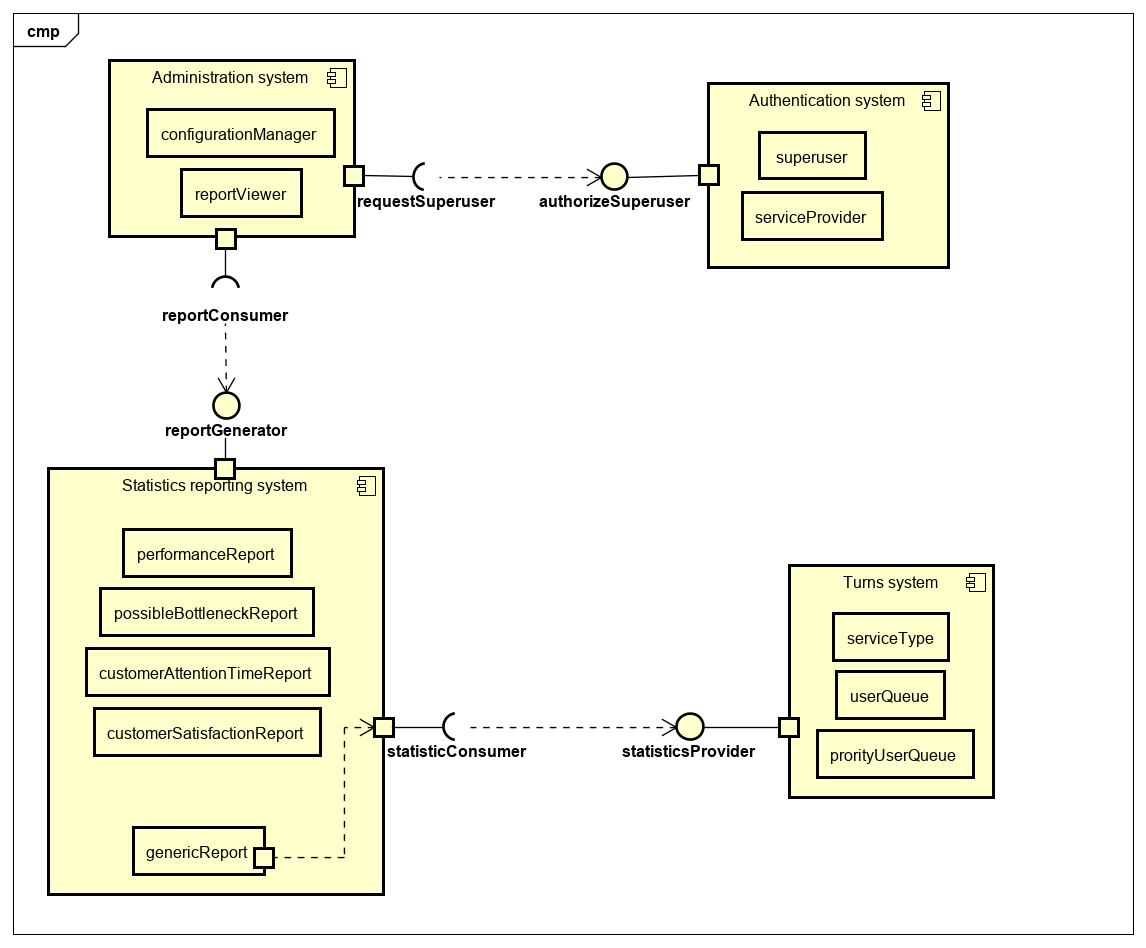 cmp
Administration system
configurationManager
reportViewer
requestSuperuser
authorizeSuperuser
Authentication system
superuser
serviceProvider
reportConsumer
reportGenerator
Statistics reporting system
performanceReport
possibleBottleneckReport
customerAttentionTimeReport
customerSatisfactionReport
genericReport
statisticConsumer
statisticsProvider
Turns system
serviceType
userQueue
prorityUserQueue